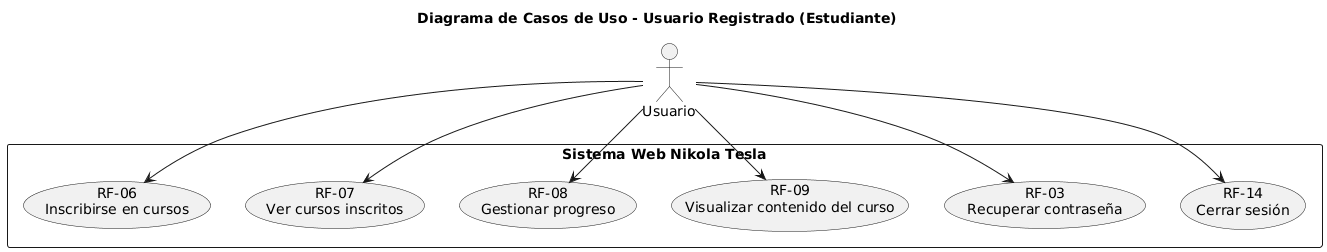 Diagrama de Casos de Uso - Usuario Registrado (Estudiante)
Usuario
Sistema Web Nikola Tesla
RF-06
Inscribirse en cursos
RF-07
Ver cursos inscritos
RF-08
Gestionar progreso
RF-09
Visualizar contenido del curso
RF-03
Recuperar contraseña
RF-14
Cerrar sesión